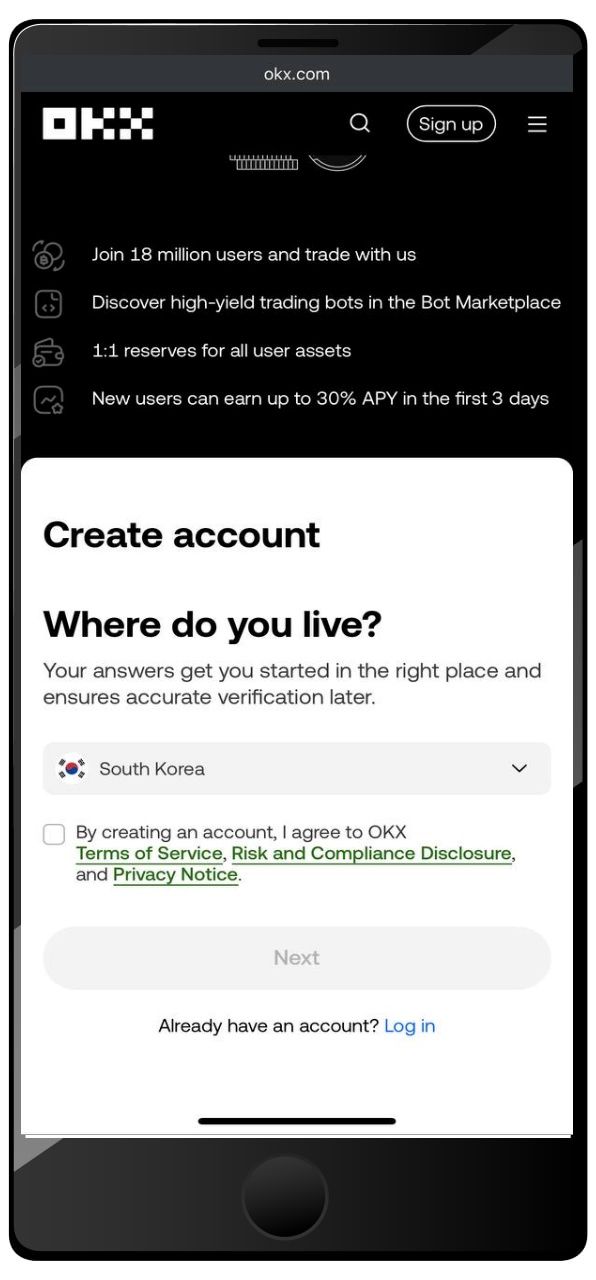 okx.com
OKX
Sign up
Join 18 million users and trade with us
Discover high-yield trading bots in the Bot Marketplace
1:1 reserves for all user assets
New users can earn up to 30% APY in the first 3 days
Create account
Where do you live?
Your answers get you started in the right place and
ensures accurate verification later.
South Korea
By creating an account, I agree to OKX
Terms of Service, Risk and Compliance Disclosure,
and Privacy Notice.
Next
Already have an account? Log in